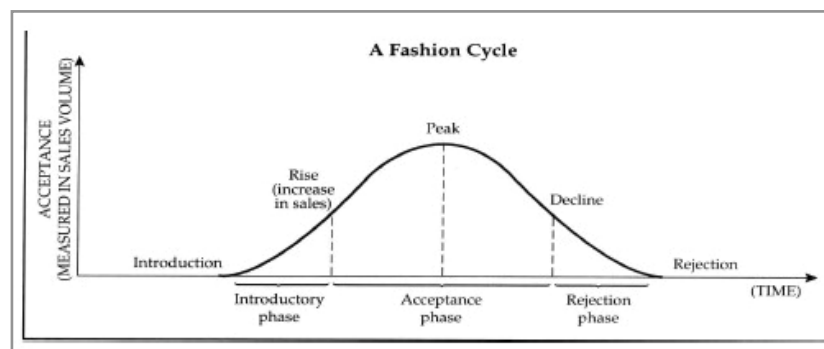 A Fashion Cycle
ACCEPTANCE
(MEASURED IN SALES VOLUME)
Peak
Rise
(increase
in sales)
Decline
Introduction
Rejection
(TIME)
Introductory
phase
Acceptance
phase
Rejection
phase